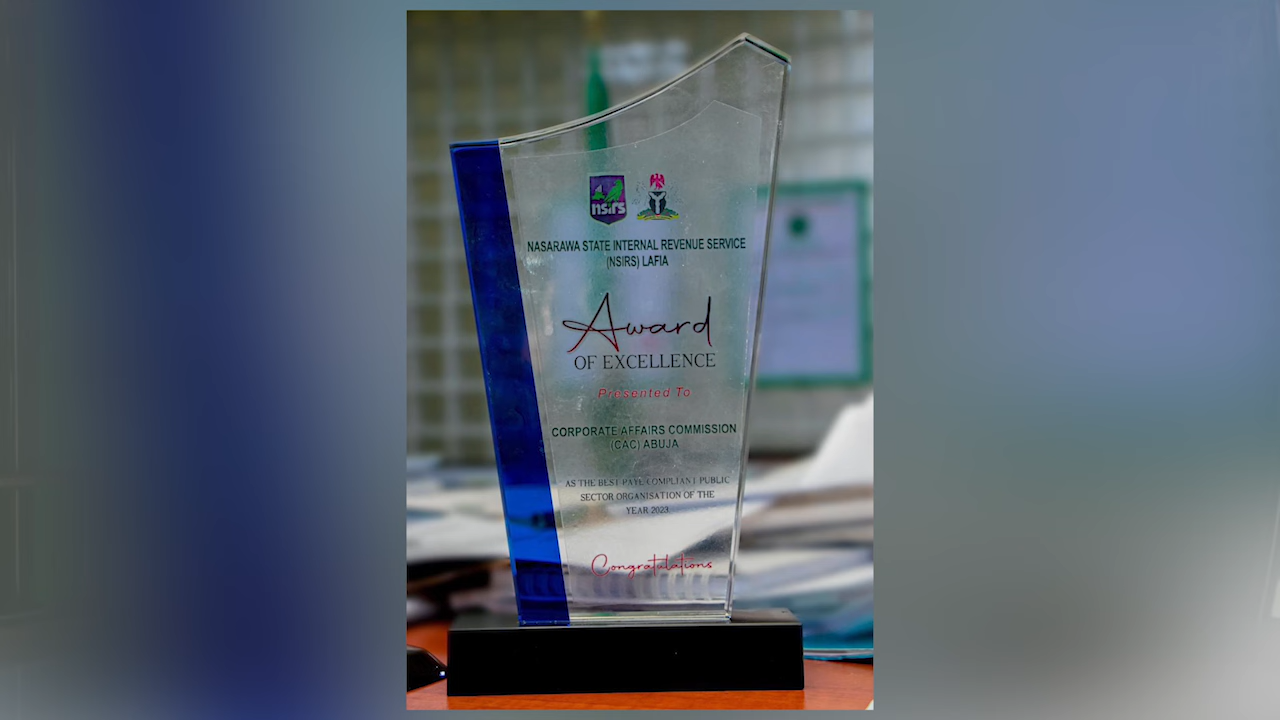 nsirs
NASARAWA STATE INTERNAL REVENUE SERVICE
(NSIRS) LAFIA
Award
OF EXCELLENCE
Presented To
CORPORATE AFFAIRS COMMISSION
(CAC) ABUJA
AS THE BEST PAYE COMPLIANT PUBLIC
SECTOR ORGANISATION OF THE
YEAR 2023
Congratulations